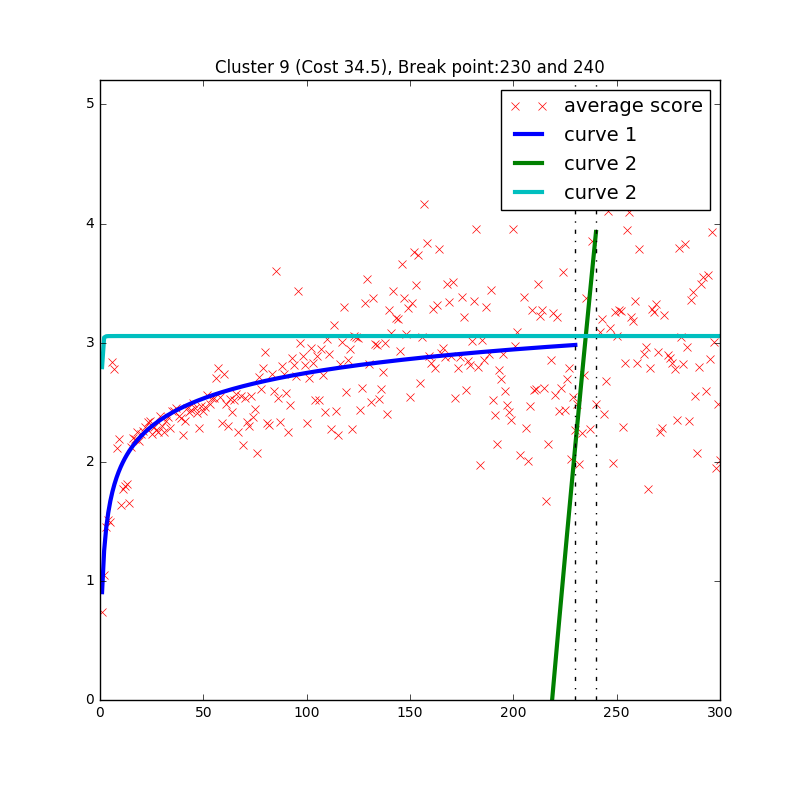 Cluster 9 (Cost 34.5), Break point:230 and 240
average score
curve 1
curve 2
curve 2
5
4
3
2
1
0
0 50 100 150 200 250 300